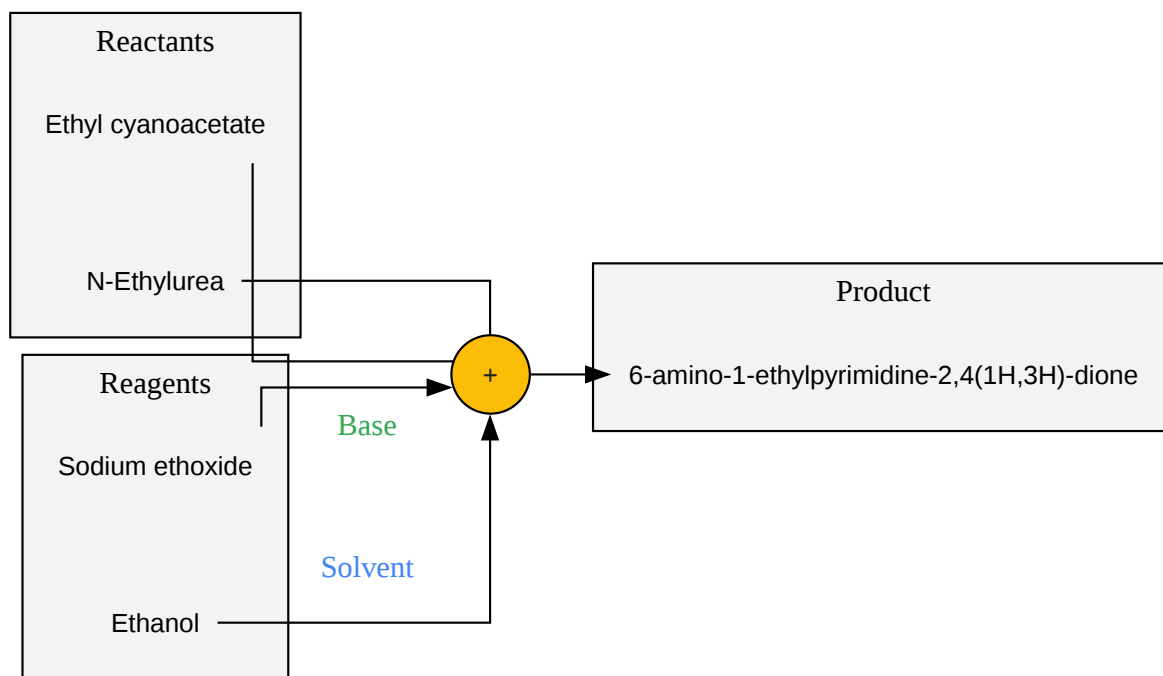 Reactants
Ethyl cyanoacetate
N-Ethylurea
Reagents
Sodium ethoxide
Ethanol
Base
Solvent
+
Product
6-amino-1-ethylpyrimidine-2,4(1H,3H)-dione